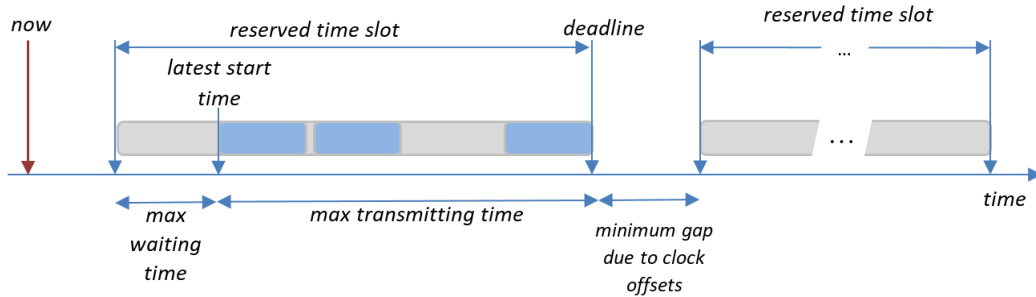 now
reserved time slot
deadline
reserved time slot
...
latest start
time
...
time
max
waiting
time
max transmitting time
minimum gap
due to clock
offsets